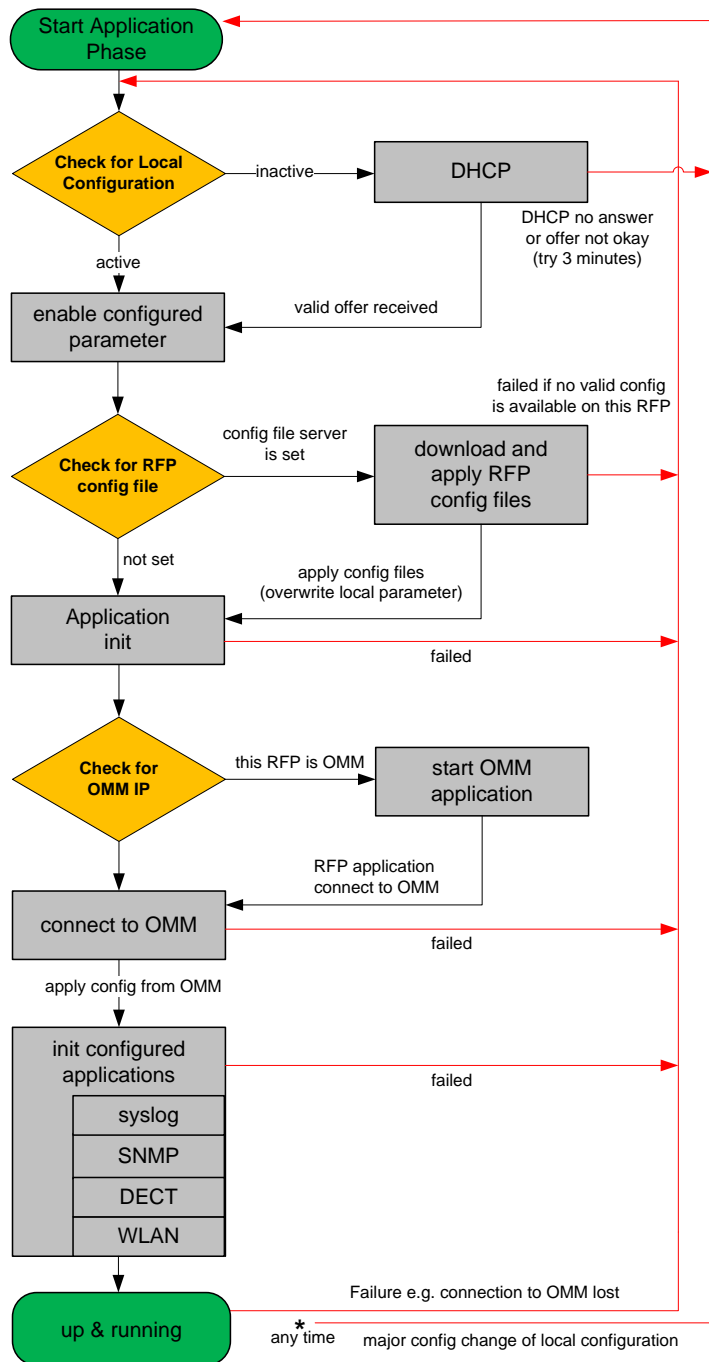 Start Application
Phase
Check for Local
Configuration
inactive
DHCP
DHCP no answer
or offer not okay
(try 3 minutes)
active
valid offer received
enable configured
parameter
failed if no valid config
is available on this RFP
config file server
is set
Check for RFP
config file
download and
apply RFP
config files
not set
apply config files
(overwrite local parameter)
Application
init
failed
this RFP is OMM
Check for
OMM IP
start OMM
application
RFP application
connect to OMM
connect to OMM
failed
apply config from OMM
init configured
applications
failed
syslog
SNMP
DECT
WLAN
Failure e.g. connection to OMM lost
up & running
*
any time
major config change of local configuration